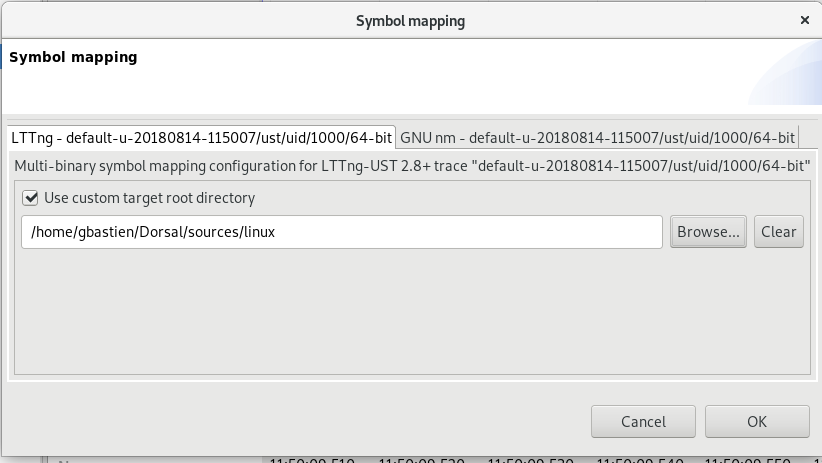 Symbol mapping
Symbol mapping
LTTng - default-u-20180814-115007/ust/uid/1000/64-bit GNU nm - default-u-20180814-115007/ust/uid/1000/64-bit
Multi-binary symbol mapping configuration for LTTng-UST 2.8+ trace "default-u-20180814-115007/ust/uid/1000/64-bit"
Use custom target root directory
/home/gbastien/Dorsal/sources/linux Browse... Clear
Cancel OK